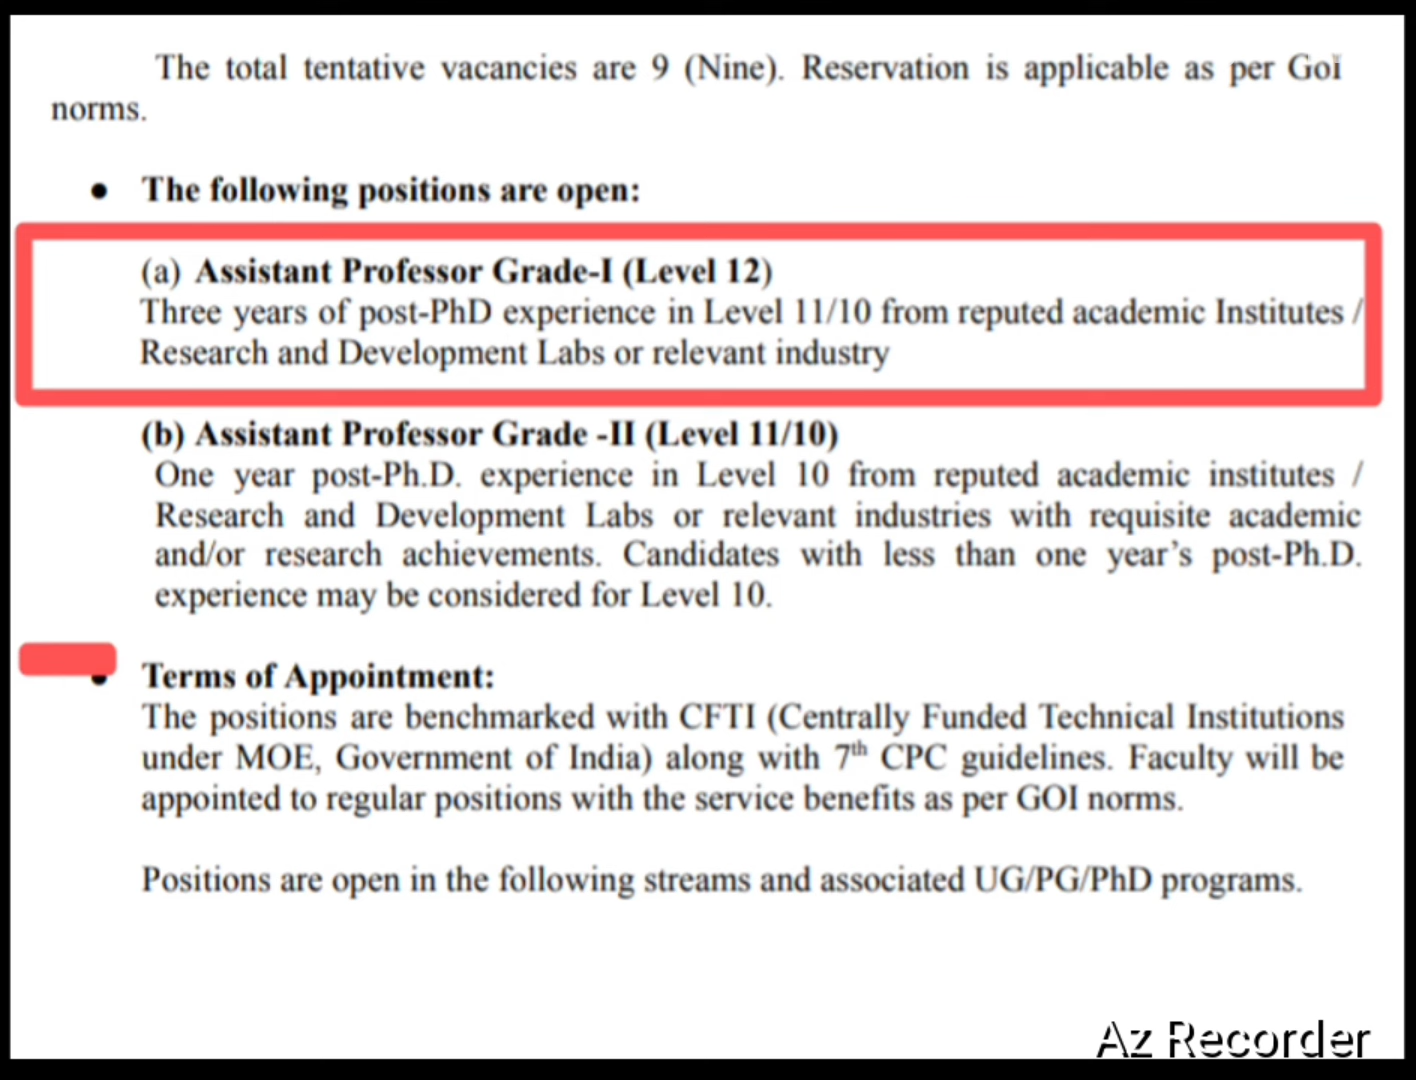 The total tentative vacancies are 9 (Nine). Reservation is applicable as per GoI
norms.
• The following positions are open:
(a) Assistant Professor Grade-I (Level 12)
Three years of post-PhD experience in Level 11/10 from reputed academic Institutes /
Research and Development Labs or relevant industry
(b) Assistant Professor Grade -II (Level 11/10)
One year post-Ph.D. experience in Level 10 from reputed academic institutes /
Research and Development Labs or relevant industries with requisite academic
and/or research achievements. Candidates with less than one year’s post-Ph.D.
experience may be considered for Level 10.
• Terms of Appointment:
The positions are benchmarked with CFTI (Centrally Funded Technical Institutions
under MOE, Government of India) along with 7th CPC guidelines. Faculty will be
appointed to regular positions with the service benefits as per GOI norms.
Positions are open in the following streams and associated UG/PG/PhD programs.
Az Recorder